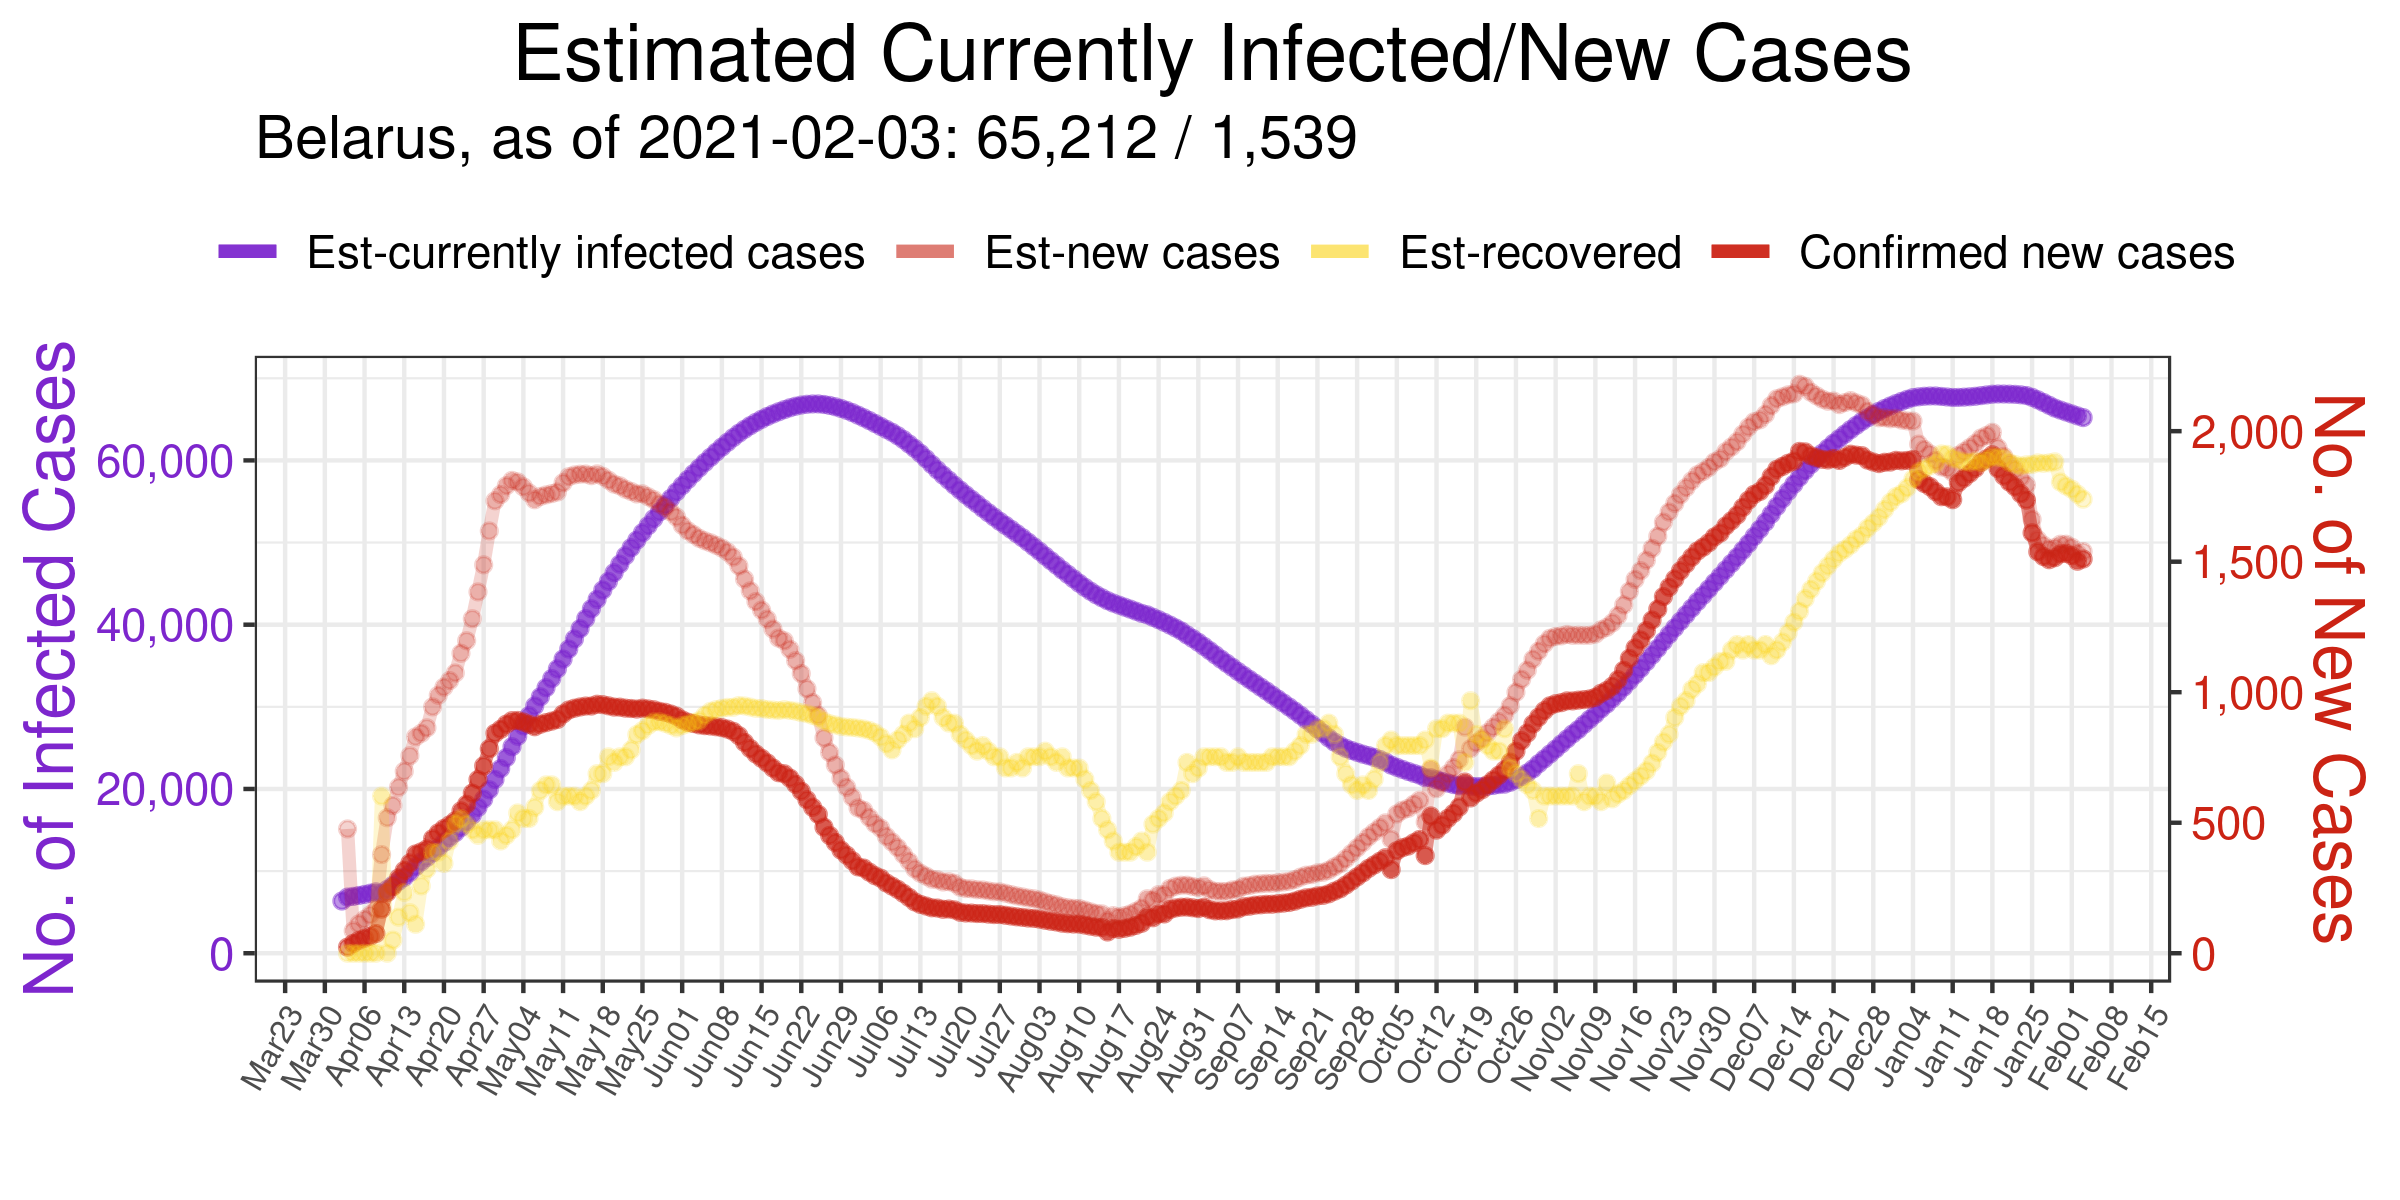 Estimated Currently Infected/New Cases
Belarus, as of 2021-02-03: 65,212 / 1,539
Est-currently infected cases Est-new cases Est-recovered Confirmed new cases
No. of Infected Cases
60,000
40,000
20,000
0
2,000
1,500
1,000
500
0
No. of New Cases
Mar23 Mar30 Apr06 Apr13 Apr20 Apr27 May04 May11 May18 May25 Jun01 Jun08 Jun15 Jun22 Jun29 Jul06 Jul13 Jul20 Jul27 Aug03 Aug10 Aug17 Aug24 Aug31 Sep07 Sep14 Sep21 Sep28 Oct05 Oct12 Oct19 Oct26 Nov02 Nov09 Nov16 Nov23 Nov30 Dec07 Dec14 Dec21 Dec28 Jan04 Jan11 Jan18 Jan25 Feb01 Feb08 Feb15